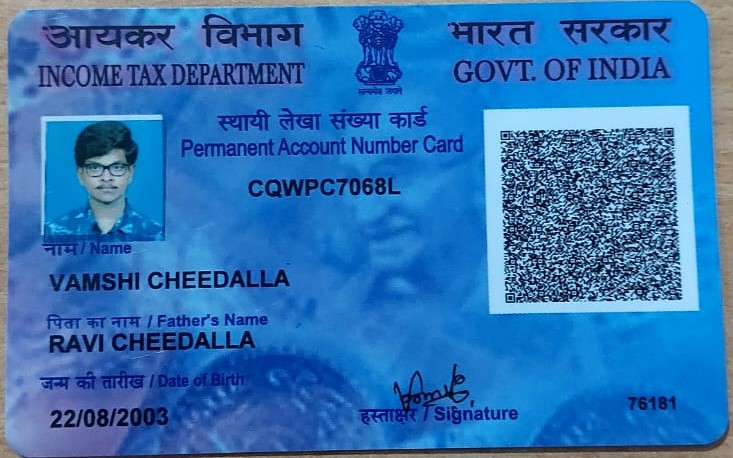 आयकर विभाग
INCOME TAX DEPARTMENT
सत्यमेव जयते
भारत सरकार
GOVT. OF INDIA
स्थायी लेखा संख्या कार्ड
Permanent Account Number Card
CQWPC7068L
नाम / Name
VAMSHI CHEEDALLA
पिता का नाम / Father's Name
RAVI CHEEDALLA
जन्म की तारीख / Date of Birth
22/08/2003
हस्ताक्षर / Signature
76181